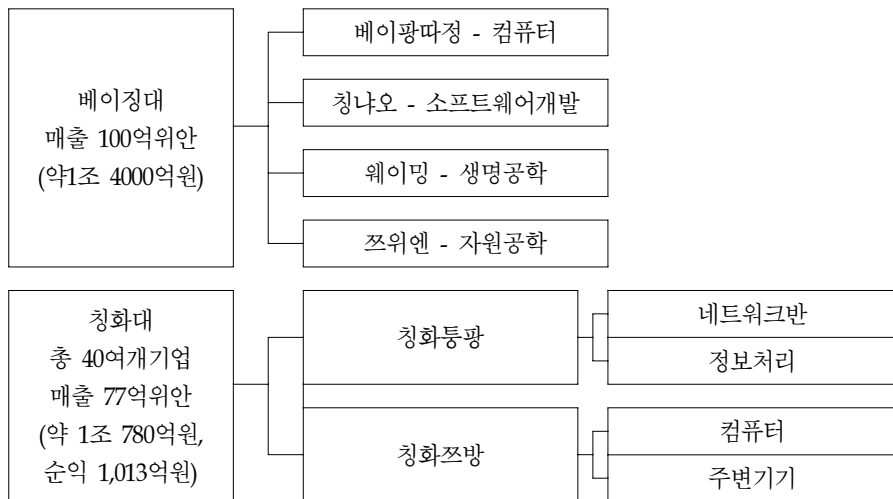 베이징대
매출 100억위안
(약1조 4000억원)
베이팡따정 - 컴퓨터
칭냐오 - 소프트웨어개발
웨이밍 - 생명공학
쯔위엔 - 자원공학
칭화대
총 40여개기업
매출 77억위안
(약 1조 780억원,
순익 1,013억원)
칭화퉁팡
네트워크반
정보처리
칭화쯔방
컴퓨터
주변기기